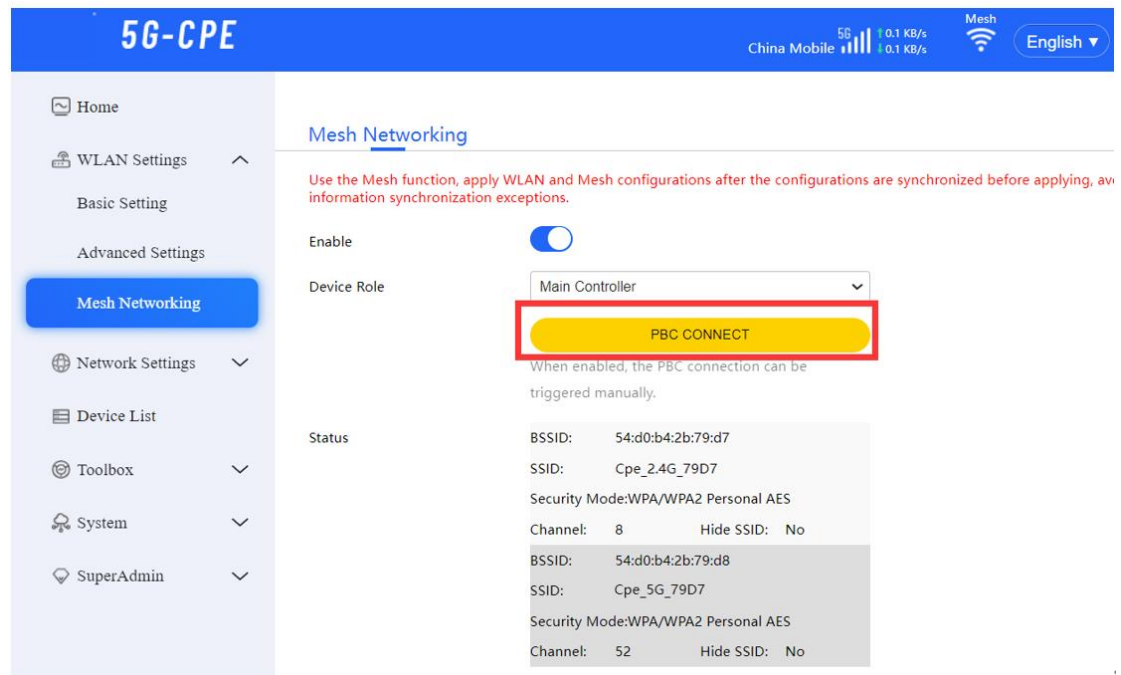 5G-CPE
China Mobile 5G ↑ 0.1 KB/s
↓ 0.1 KB/s
Mesh
English ▼
Home
WLAN Settings
Basic Setting
Advanced Settings
Mesh Networking
Network Settings
Device List
Toolbox
System
SuperAdmin
Mesh Networking
Use the Mesh function, apply WLAN and Mesh configurations after the configurations are synchronized before applying,
information synchronization exceptions.
Enable
Device Role
Main Controller
PBC CONNECT
When enabled, the PBC connection can be
triggered manually.
Status
BSSID: 54:d0:b4:2b:79:d7
SSID: Cpe_2.4G_79D7
Security Mode:WPA/WPA2 Personal AES
Channel: 8 Hide SSID: No
BSSID: 54:d0:b4:2b:79:d8
SSID: Cpe_5G_79D7
Security Mode:WPA/WPA2 Personal AES
Channel: 52 Hide SSID: No